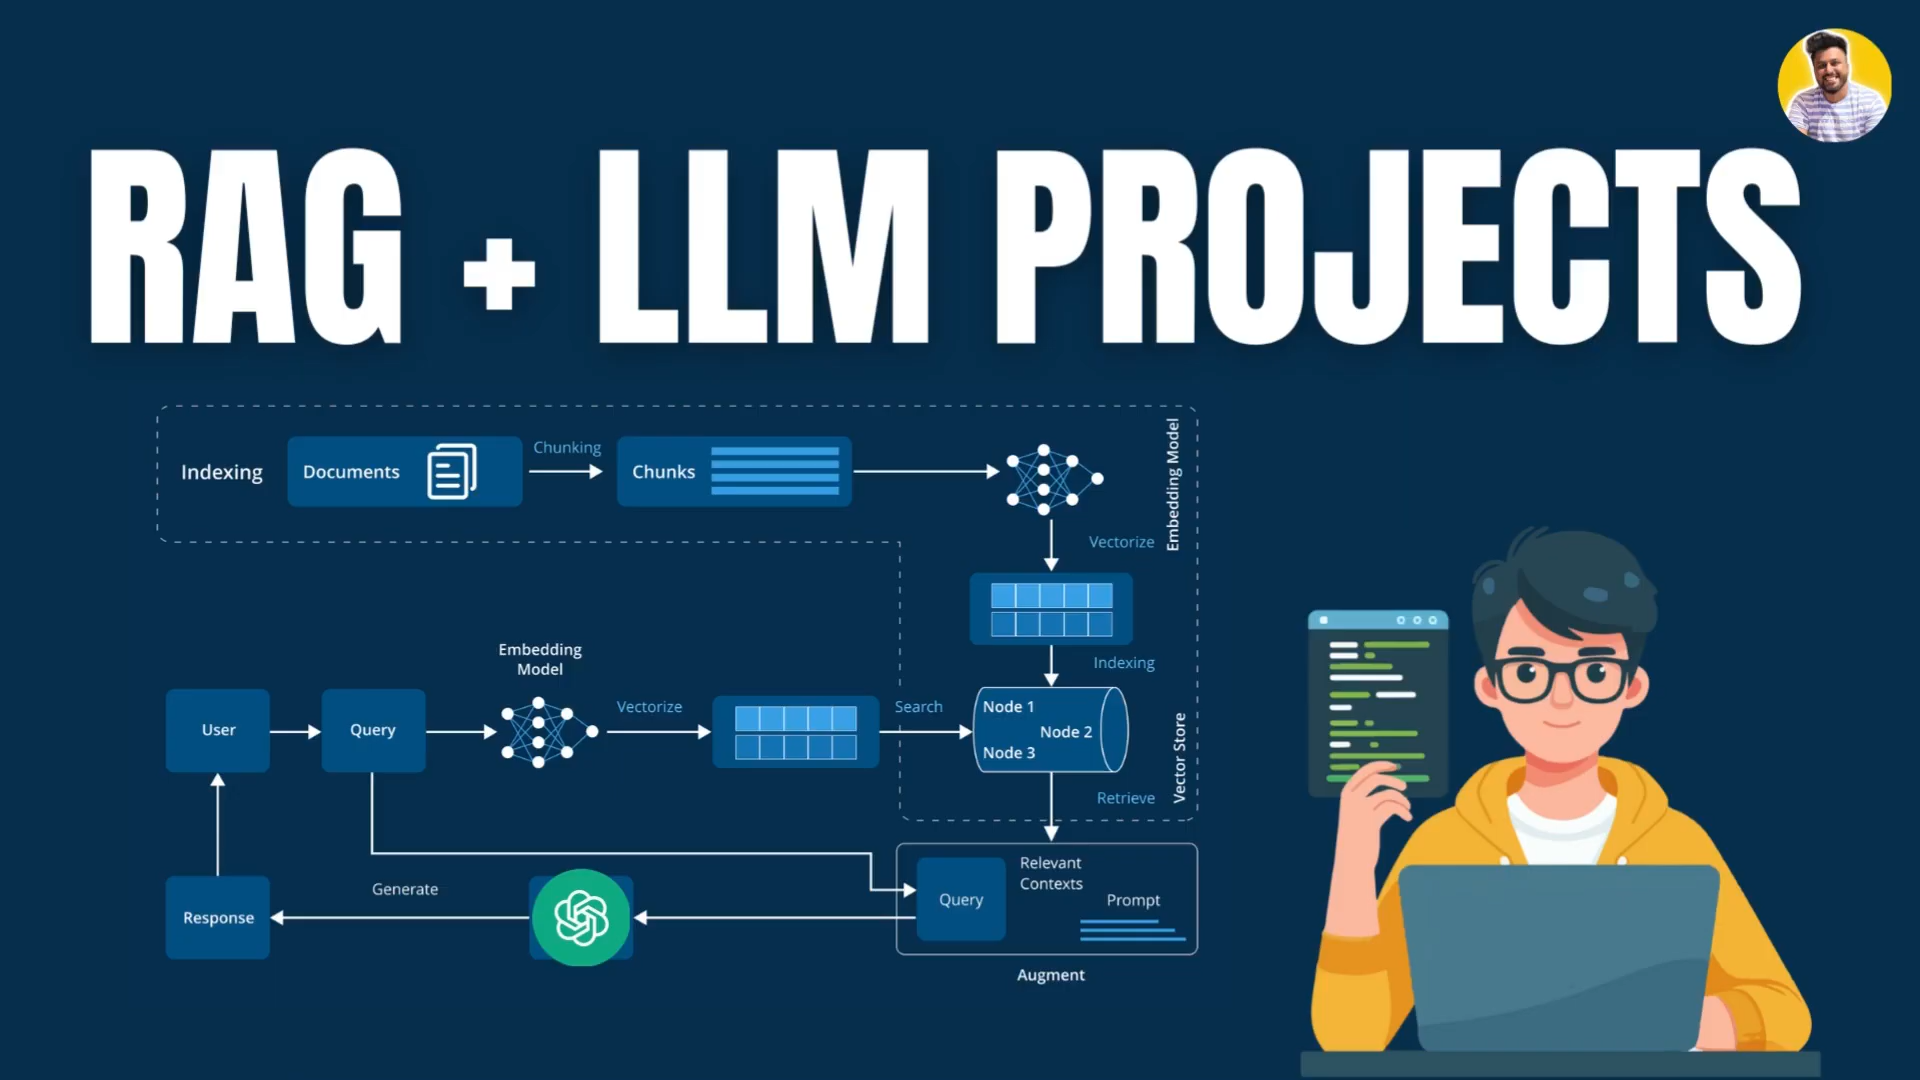 RAG + LLM PROJECTS
Indexing
Documents
Chunking
Chunks
Embedding Model
Vectorize
Indexing
Embedding
Model
User
Query
Vectorize
Search
Node 1
Node 2
Node 3
Vector Store
Retrieve
Relevant
Contexts
Query
Prompt
Augment
Generate
Response